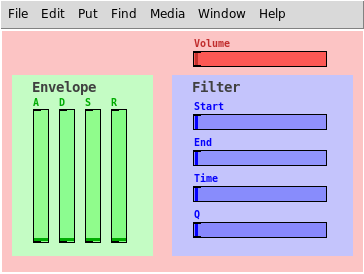 File Edit Put Find Media Window Help
Volume
Envelope
A D S R
Filter
Start
End
Time
Q